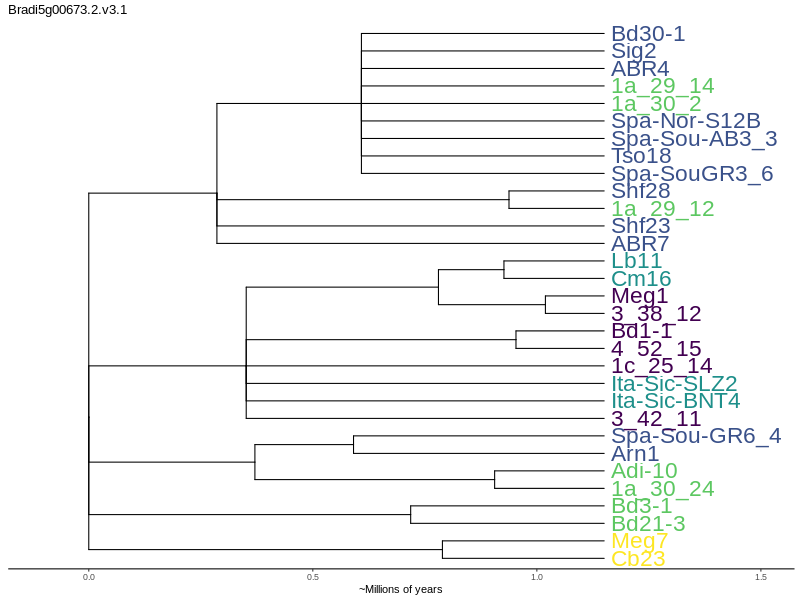 Bradi5g00673.2.v3.1
Bd30-1
Sig2
ABR4
1a_29_14
1a_30_2
Spa-Nor-S12B
Spa-Sou-AB3_3
Tso18
Spa-SouGR3_6
Shf28
1a_29_12
Shf23
ABR7
Lb11
Cm16
Meg1
3_38_12
Bd1-1
4_52_15
1c_25_14
Ita-Sic-SLZ2
Ita-Sic-BNT4
3_42_11
Spa-Sou-GR6_4
Arn1
Adi-10
1a_30_24
Bd3-1
Bd21-3
Meg7
Cb23
0.0 0.5 1.0 1.5
~Millions of years